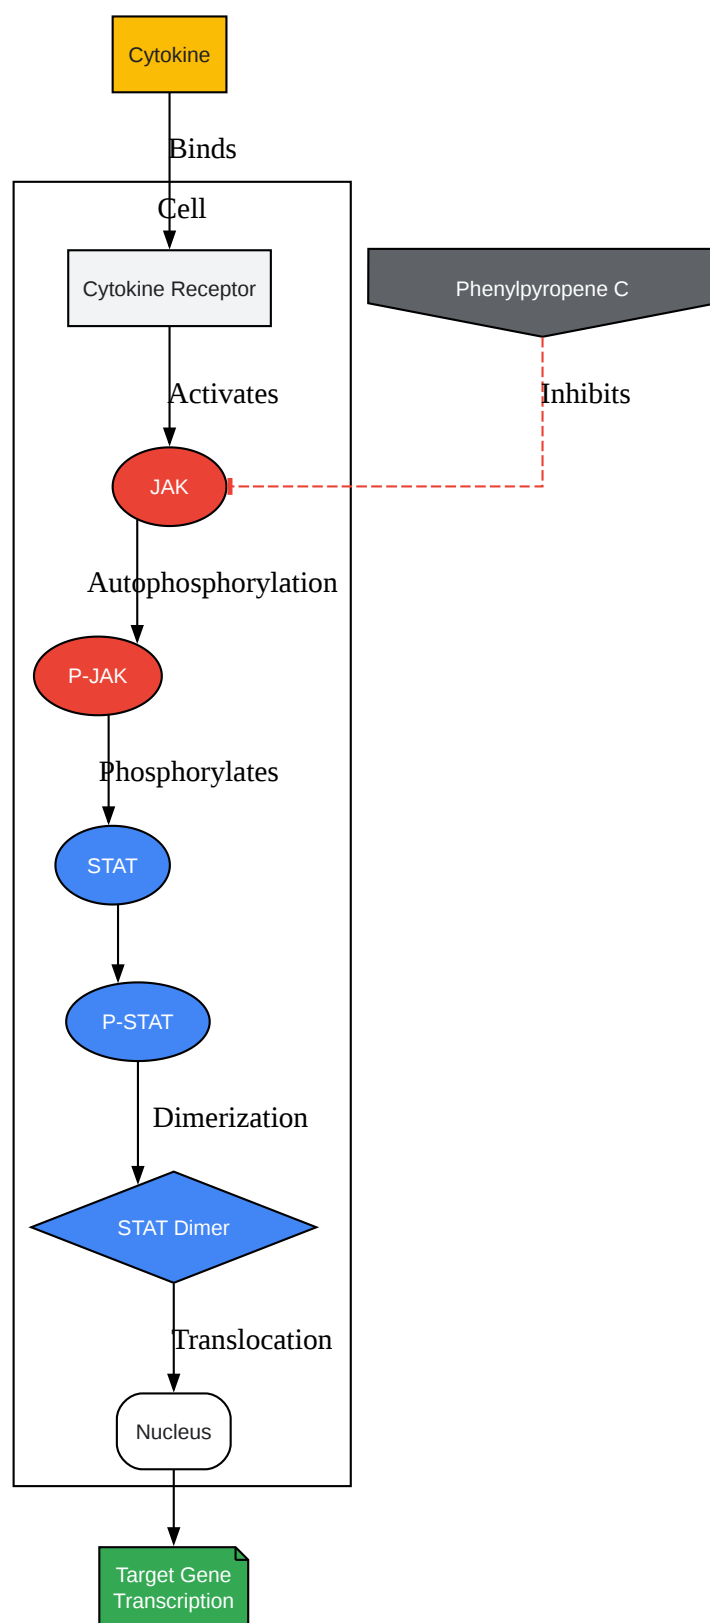 Cytokine
Binds
Cell
Cytokine Receptor
Phenylpyropene C
Activates
Inhibits
JAK
Autophosphorylation
P-JAK
Phosphorylates
STAT
P-STAT
Dimerization
STAT Dimer
Translocation
Nucleus
Target Gene
Transcription